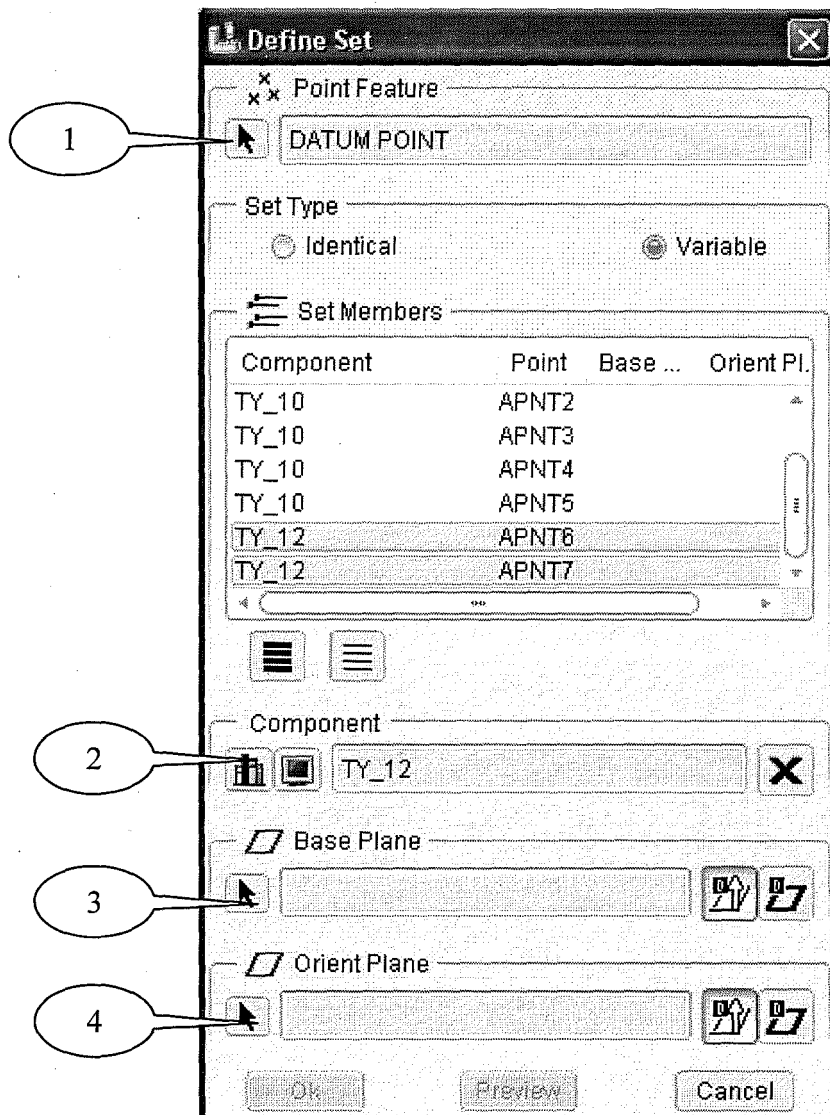 Define Set
Point Feature
1
DATUM POINT
Set Type
Identical Variable
Set Members
Component Point Base ... Orient Pl.
TY_10 APNT2
TY_10 APNT3
TY_10 APNT4
TY_10 APNT5
TY_12 APNT6
TY_12 APNT7
Component
2
TY_12
Base Plane
3
Orient Plane
4
Ok Preview Cancel